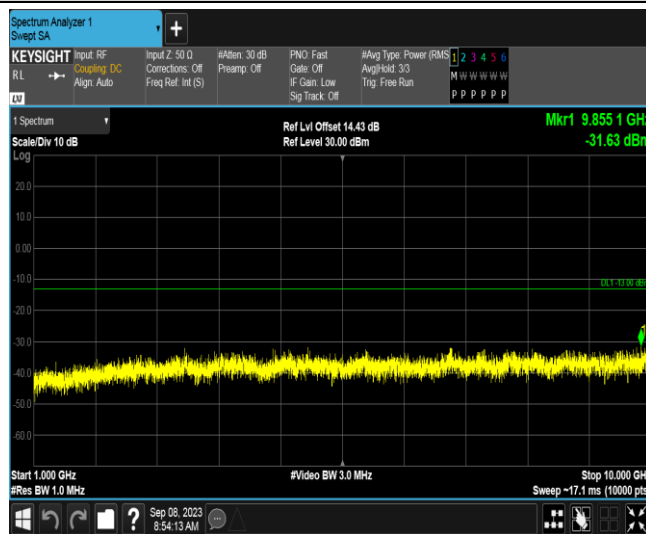 Spectrum Analyzer 1
Swept SA
+
KEYSIGHT Input: RF Input Z: 50 Ω #Atten: 30 dB PNO: Fast #Avg Type: Power (RMS 1 2 3 4 5 6
RL Coupling: DC Corrections: Off Preamp: Off Gate: Off Avg|Hold: 3/3 M W W W W W
Align: Auto Freq Ref: Int (S) IF Gain: Low Trig: Free Run
LXI Sig Track: Off P P P P P P
1 Spectrum Ref Lvl Offset 14.43 dB Mkr1 9.855 1 GHz
Scale/Div 10 dB Ref Level 30.00 dBm -31.63 dBm
Log
20.0
10.0
0.00
-10.0
DL1 -13.00 dBm
-20.0
1
-30.0
-40.0
-50.0
-60.0
Start 1.000 GHz #Video BW 3.0 MHz Stop 10.000 GHz
#Res BW 1.0 MHz Sweep ~17.1 ms (10000 pts)
? Sep 08, 2023
8:54:13 AM